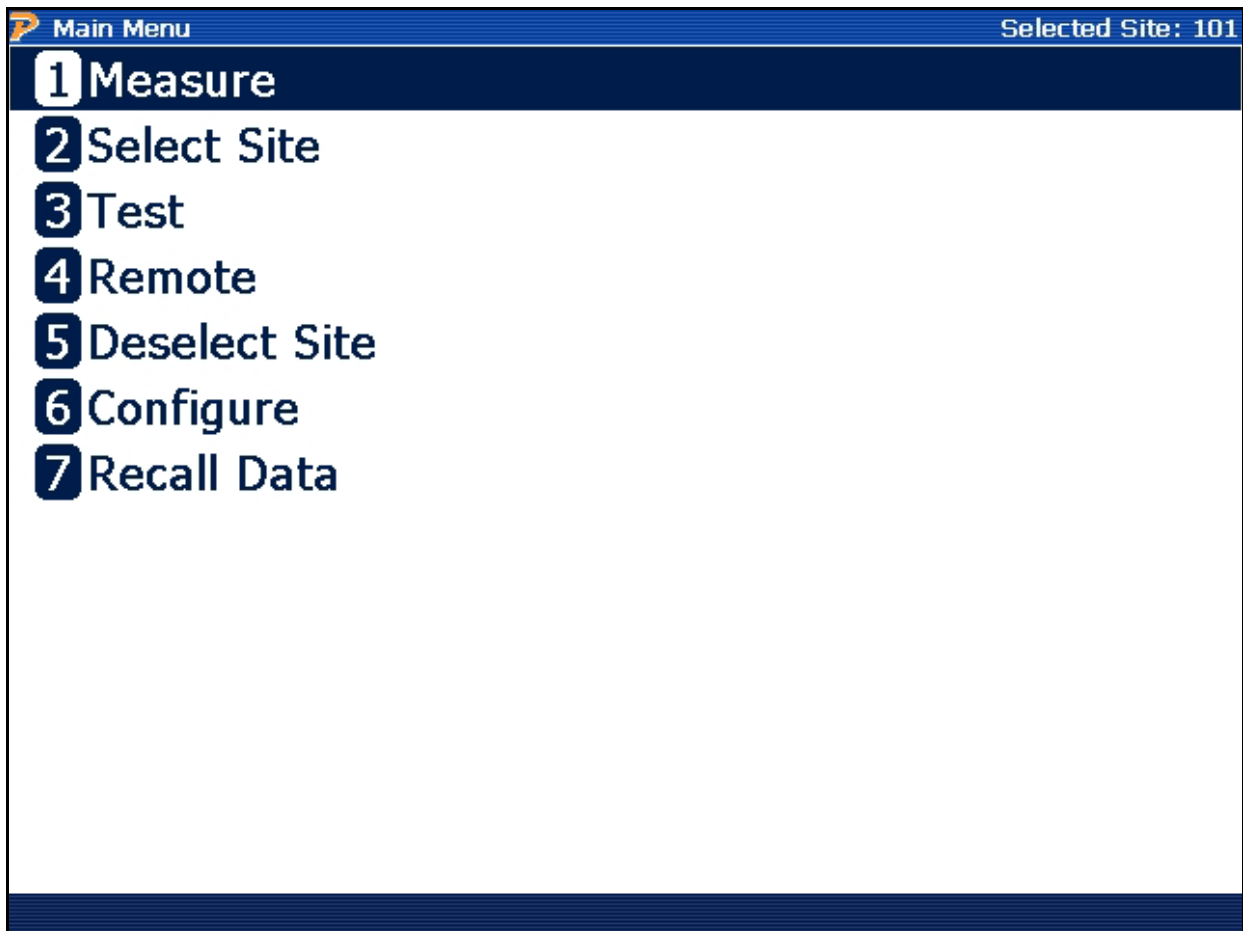 Main Menu Selected Site: 101
1 Measure
2 Select Site
3 Test
4 Remote
5 Deselect Site
6 Configure
7 Recall Data